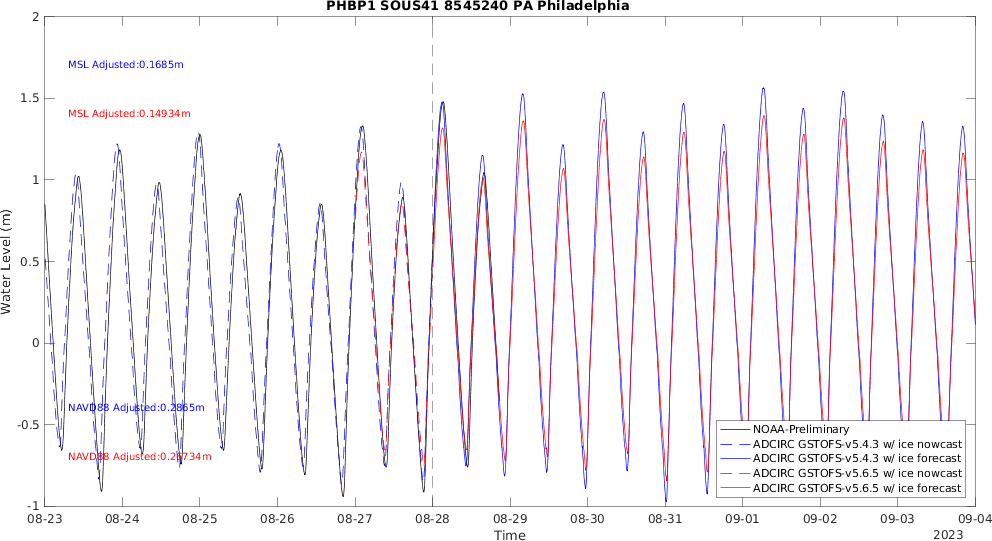 PHBP1 SOUS41 8545240 PA Philadelphia
2
1.5
1
0.5
0
-0.5
-1
Water Level (m)
MSL Adjusted:0.1685m
MSL Adjusted:0.14934m
NAVD88 Adjusted:0.2865m
NAVD88 Adjusted:0.26734m
NOAA-Preliminary
ADCIRC GSTOFS-v5.4.3 w/ ice nowcast
ADCIRC GSTOFS-v5.4.3 w/ ice forecast
ADCIRC GSTOFS-v5.6.5 w/ ice nowcast
ADCIRC GSTOFS-v5.6.5 w/ ice forecast
08-23 08-24 08-25 08-26 08-27 08-28 08-29 08-30 08-31 09-01 09-02 09-03 09-04
Time
2023